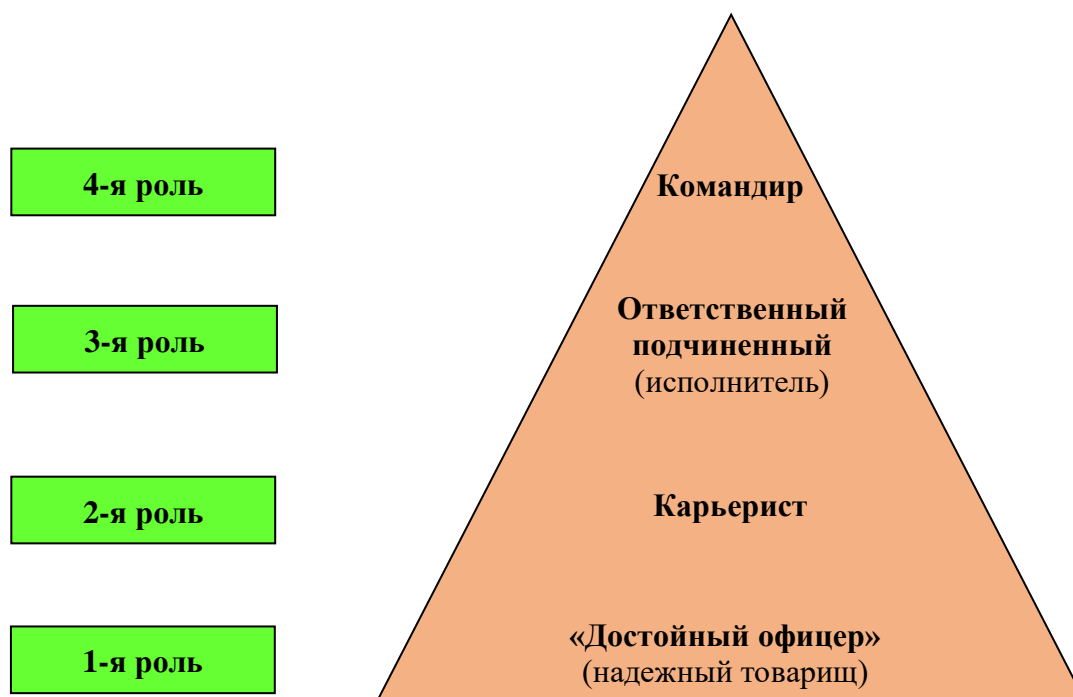 4-я роль
Командир
3-я роль
Ответственный
подчиненный
(исполнитель)
2-я роль
Карьерист
1-я роль
«Достойный офицер»
(надежный товарищ)